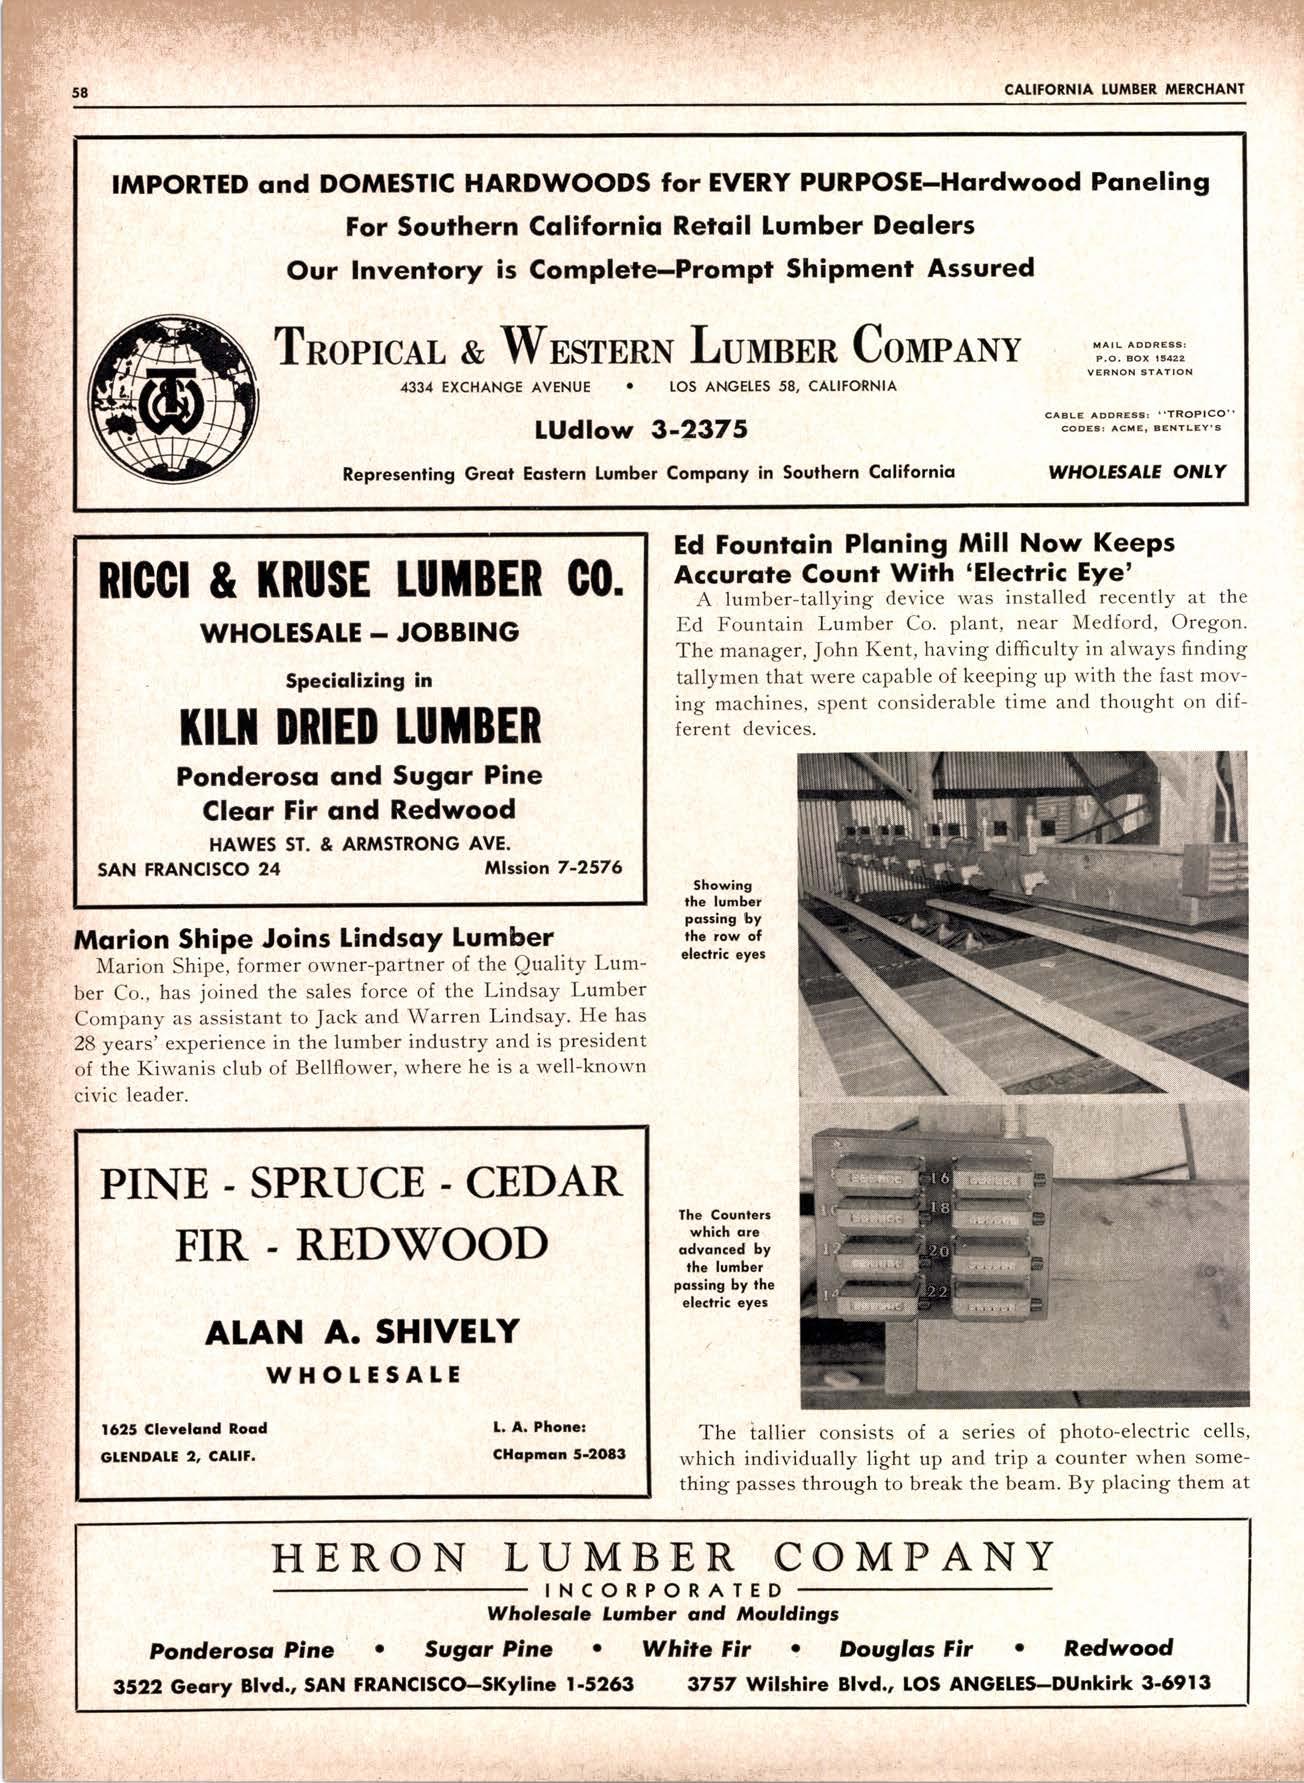 58
CALIFORNIA LUMBER MERCHANT
IMPORTED and DOMESTIC HARDWOODS for EVERY PURPOSE—Hardwood Paneling
For Southern California Retail Lumber Dealers
Our Inventory is Complete—Prompt Shipment Assured
TROPICAL & WESTERN LUMBER COMPANY
4334 EXCHANGE AVENUE • LOS ANGELES 58, CALIFORNIA
LUdlow 3-2375
Representing Great Eastern Lumber Company in Southern California
MAIL ADDRESS:
P.O. BOX 15422
VERNON STATION
CABLE ADDRESS: "TROPICO"
CODES: ACME, BENTLEY'S
WHOLESALE ONLY
T&W
RICCI & KRUSE LUMBER CO.
WHOLESALE — JOBBING
Specializing in
KILN DRIED LUMBER
Ponderosa and Sugar Pine
Clear Fir and Redwood
HAWES ST. & ARMSTRONG AVE.
SAN FRANCISCO 24 MIssion 7-2576
Marion Shipe Joins Lindsay Lumber
Marion Shipe, former owner-partner of the Quality Lum-
ber Co., has joined the sales force of the Lindsay Lumber
Company as assistant to Jack and Warren Lindsay. He has
28 years' experience in the lumber industry and is president
of the Kiwanis club of Bellflower, where he is a well-known
civic leader.
PINE - SPRUCE - CEDAR
FIR - REDWOOD
ALAN A. SHIVELY
WHOLESALE
1625 Cleveland Road L. A. Phone:
GLENDALE 2, CALIF. CHapman 5-2083
Ed Fountain Planing Mill Now Keeps
Accurate Count With 'Electric Eye'
A lumber-tallying device was installed recently at the
Ed Fountain Lumber Co. plant, near Medford, Oregon.
The manager, John Kent, having difficulty in always finding
tallymen that were capable of keeping up with the fast mov-
ing machines, spent considerable time and thought on dif-
ferent devices.
Showing
the lumber
passing by
the row of
electric eyes
The Counters
which are
advanced by
the lumber
passing by the
electric eyes
8 16
10 18
12 20
14 22
The tallier consists of a series of photo-electric cells,
which individually light up and trip a counter when some-
thing passes through to break the beam. By placing them at
HERON LUMBER COMPANY
INCORPORATED
Wholesale Lumber and Mouldings
Ponderosa Pine • Sugar Pine • White Fir • Douglas Fir • Redwood
3522 Geary Blvd., SAN FRANCISCO—SKyline 1-5263 3757 Wilshire Blvd., LOS ANGELES—DUnkirk 3-6913